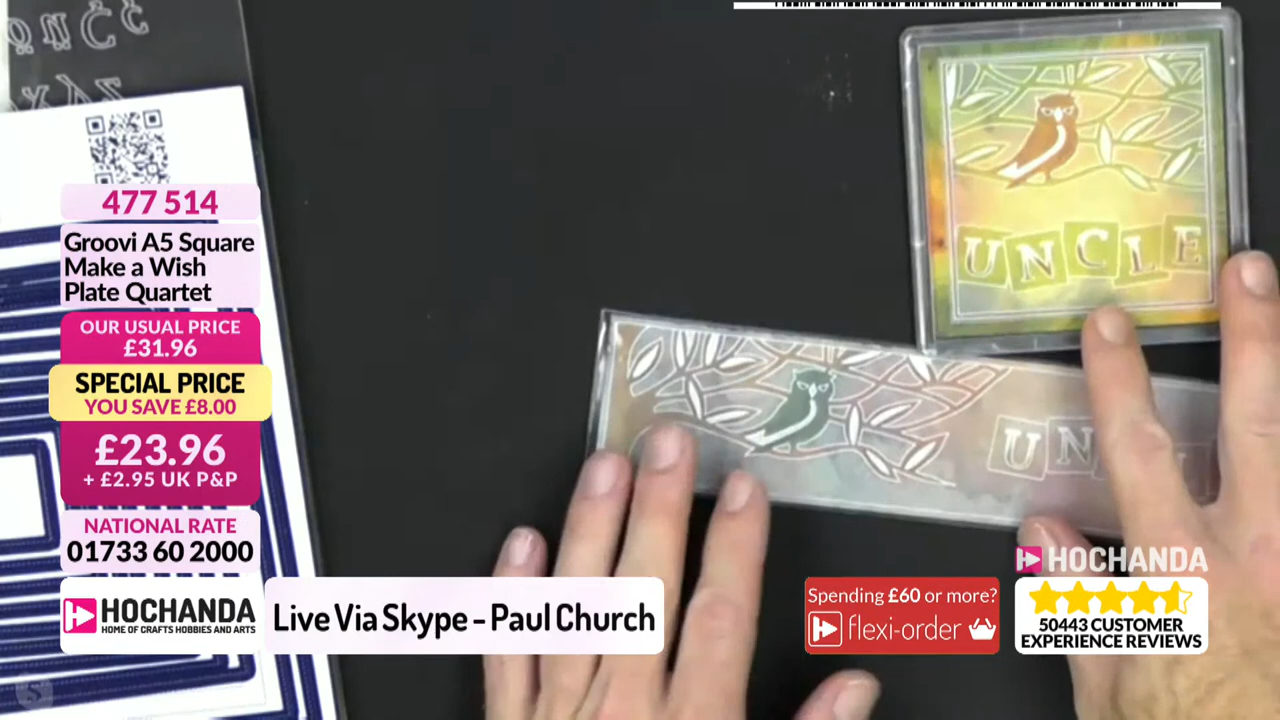 477 514
Groovi A5 Square
Make a Wish
Plate Quartet
OUR USUAL PRICE
£31.96
SPECIAL PRICE
YOU SAVE £8.00
£23.96
+ £2.95 UK P&P
NATIONAL RATE
01733 60 2000
HOCHANDA
HOME OF CRAFTS HOBBIES AND ARTS
Live Via Skype - Paul Church
UNCLE
UN
Spending £60 or more?
flexi-order
HOCHANDA
50443 CUSTOMER
EXPERIENCE REVIEWS